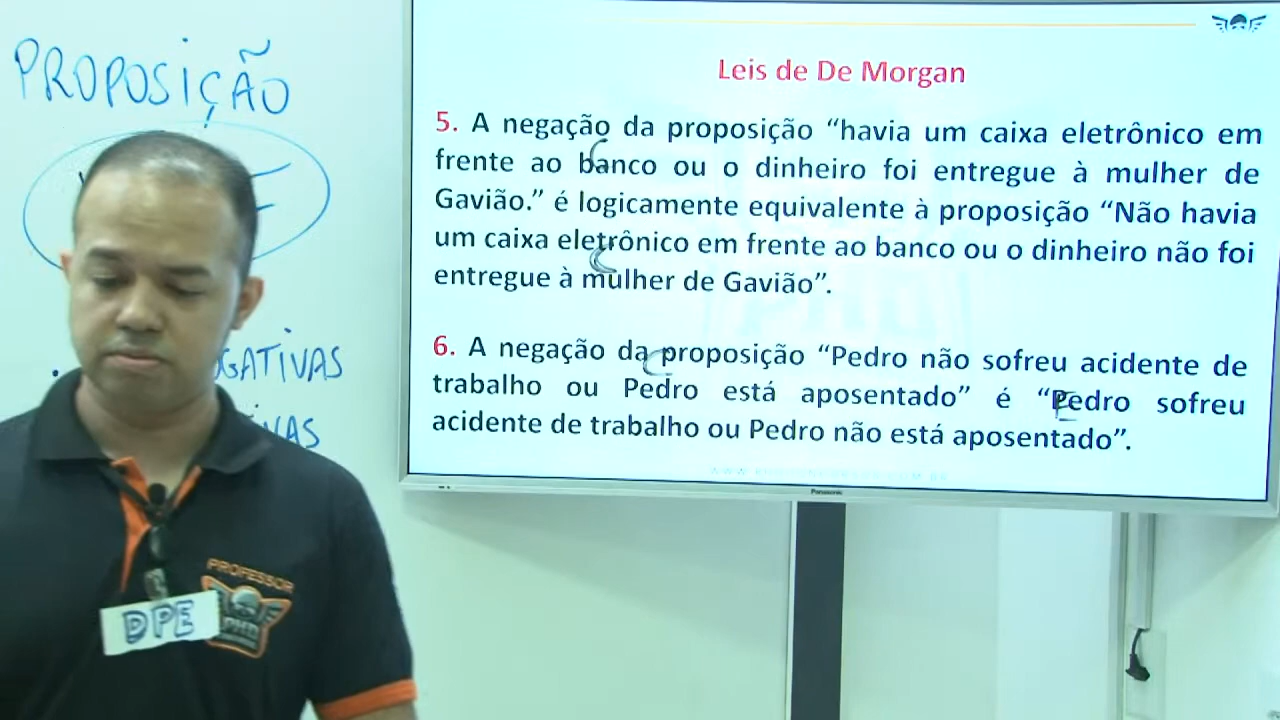 PROPOSIÇÃO
Leis de De Morgan
5. A negação da proposição “havia um caixa eletrônico em
frente ao banco ou o dinheiro foi entregue à mulher de
Gavião.” é logicamente equivalente à proposição “Não havia
um caixa eletrônico em frente ao banco ou o dinheiro não foi
entregue à mulher de Gavião”.
6. A negação da proposição “Pedro não sofreu acidente de
trabalho ou Pedro está aposentado” é “Pedro sofreu
acidente de trabalho ou Pedro não está aposentado”.
Panasonic
PROFESSOR
PHD
DPE